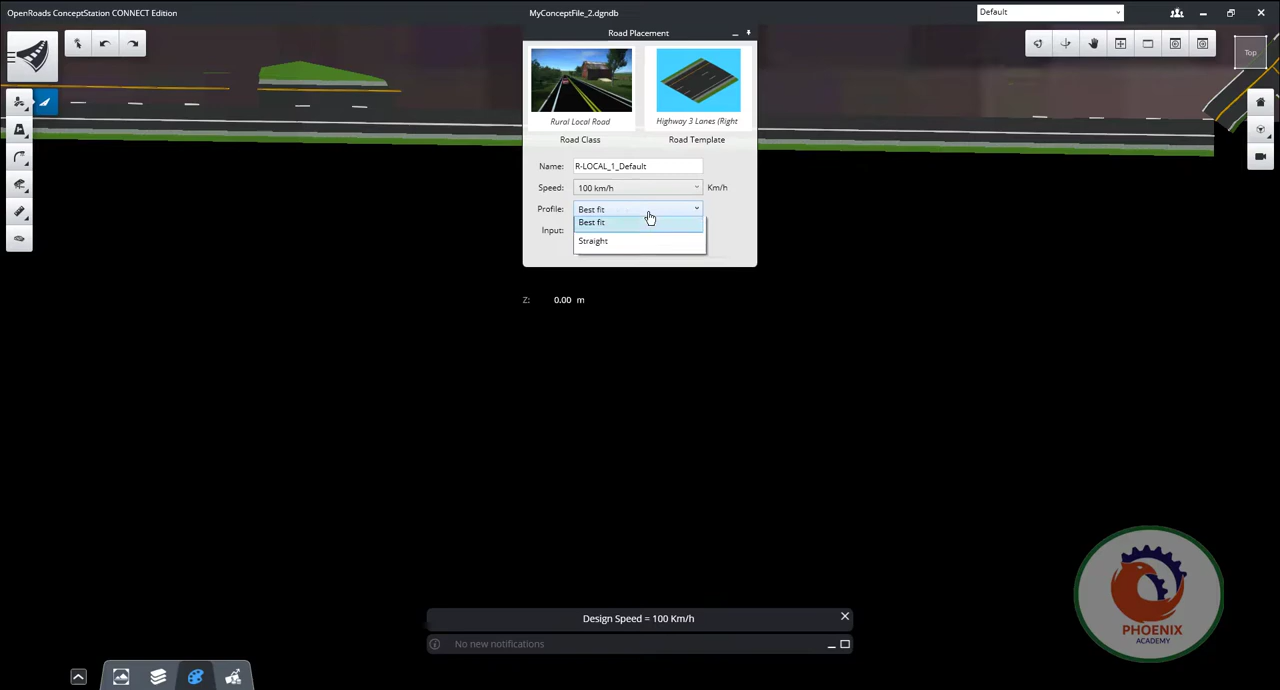 OpenRoads ConceptStation CONNECT Edition
MyConceptFile_2.dgndb
Default
Road Placement
Top
Rural Local Road
Highway 3 Lanes (Right
Road Class
Road Template
Name: R-LOCAL_1_Default
Speed: 100 km/h Km/h
Profile: Best fit
Best fit
Input:
Straight
Z: 0.00 m
Design Speed = 100 Km/h
No new notifications
PHOENIX
ACADEMY